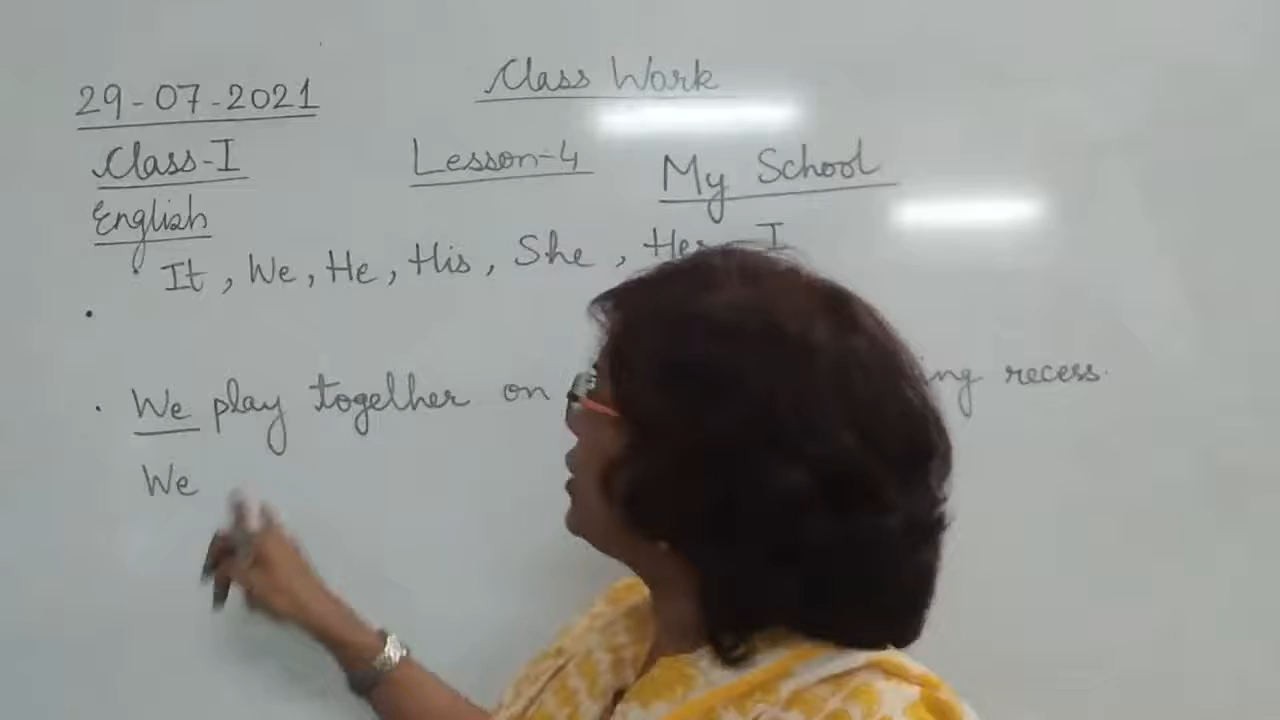 Class Work
29-07-2021
Class-I Lesson-4 My School
English
It, We, He, His, She, Her I
We play together on recess.
We